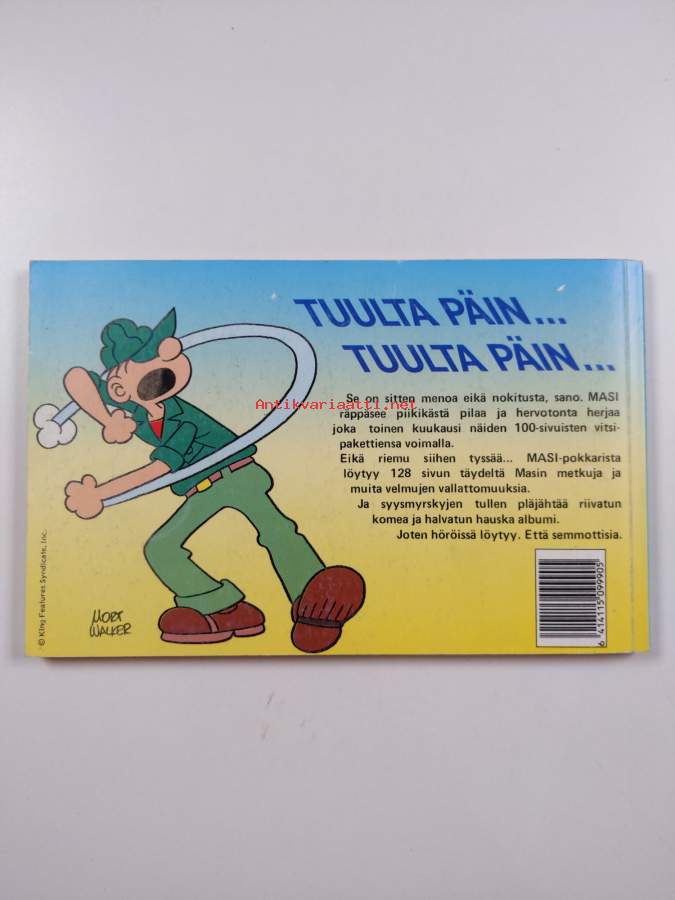 TUULTA PÄIN...
TUULTA PÄIN...
Se on sitten menoa eikä nokitusta, sano. MASI
räppäsee piikikästä pilaa ja hervotonta herjaa
joka toinen kuukausi näiden 100-sivuisten vitsi-
pakettiensa voimalla.
Eikä riemu siihen tyssää... MASI-pokkarista
löytyy 128 sivun täydeltä Masin metkuja ja
muita velmujen vallattomuuksia.
Ja syysmyrskyjen tullen pläjähtää riivatun
komea ja halvatun hauska albumi.
Joten höröissä löytyy. Että semmottisia.
Antikvariaatti.net
© King Features Syndicate, Inc.
MORT
WALKER
6 414115 099905